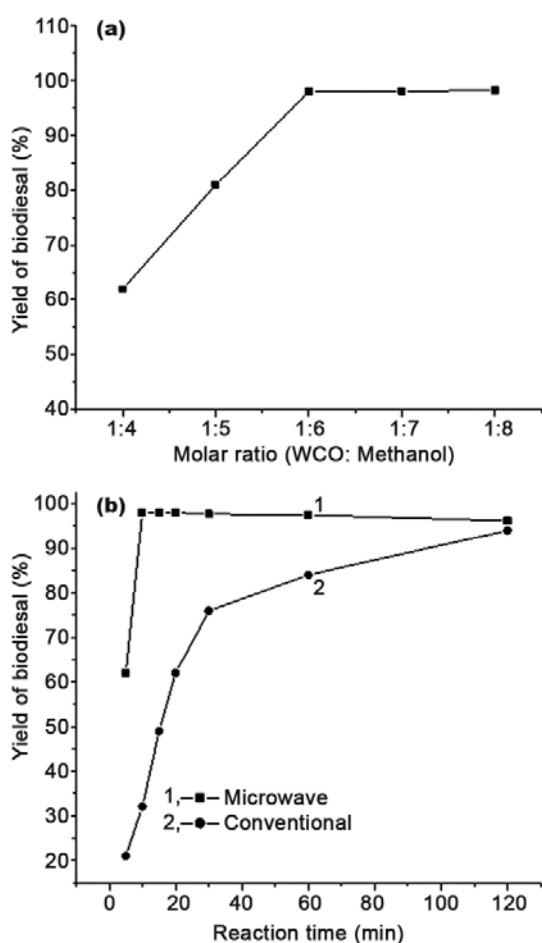 (a)
110
100
90
80
70
60
50
40
Yield of biodiesal (%)
1:4 1:5 1:6 1:7 1:8
Molar ratio (WCO: Methanol)
(b)
100
90
80
70
60
50
40
30
20
Yield of biodiesal (%)
1
2
1, Microwave
2, Conventional
0 20 40 60 80 100 120
Reaction time (min)